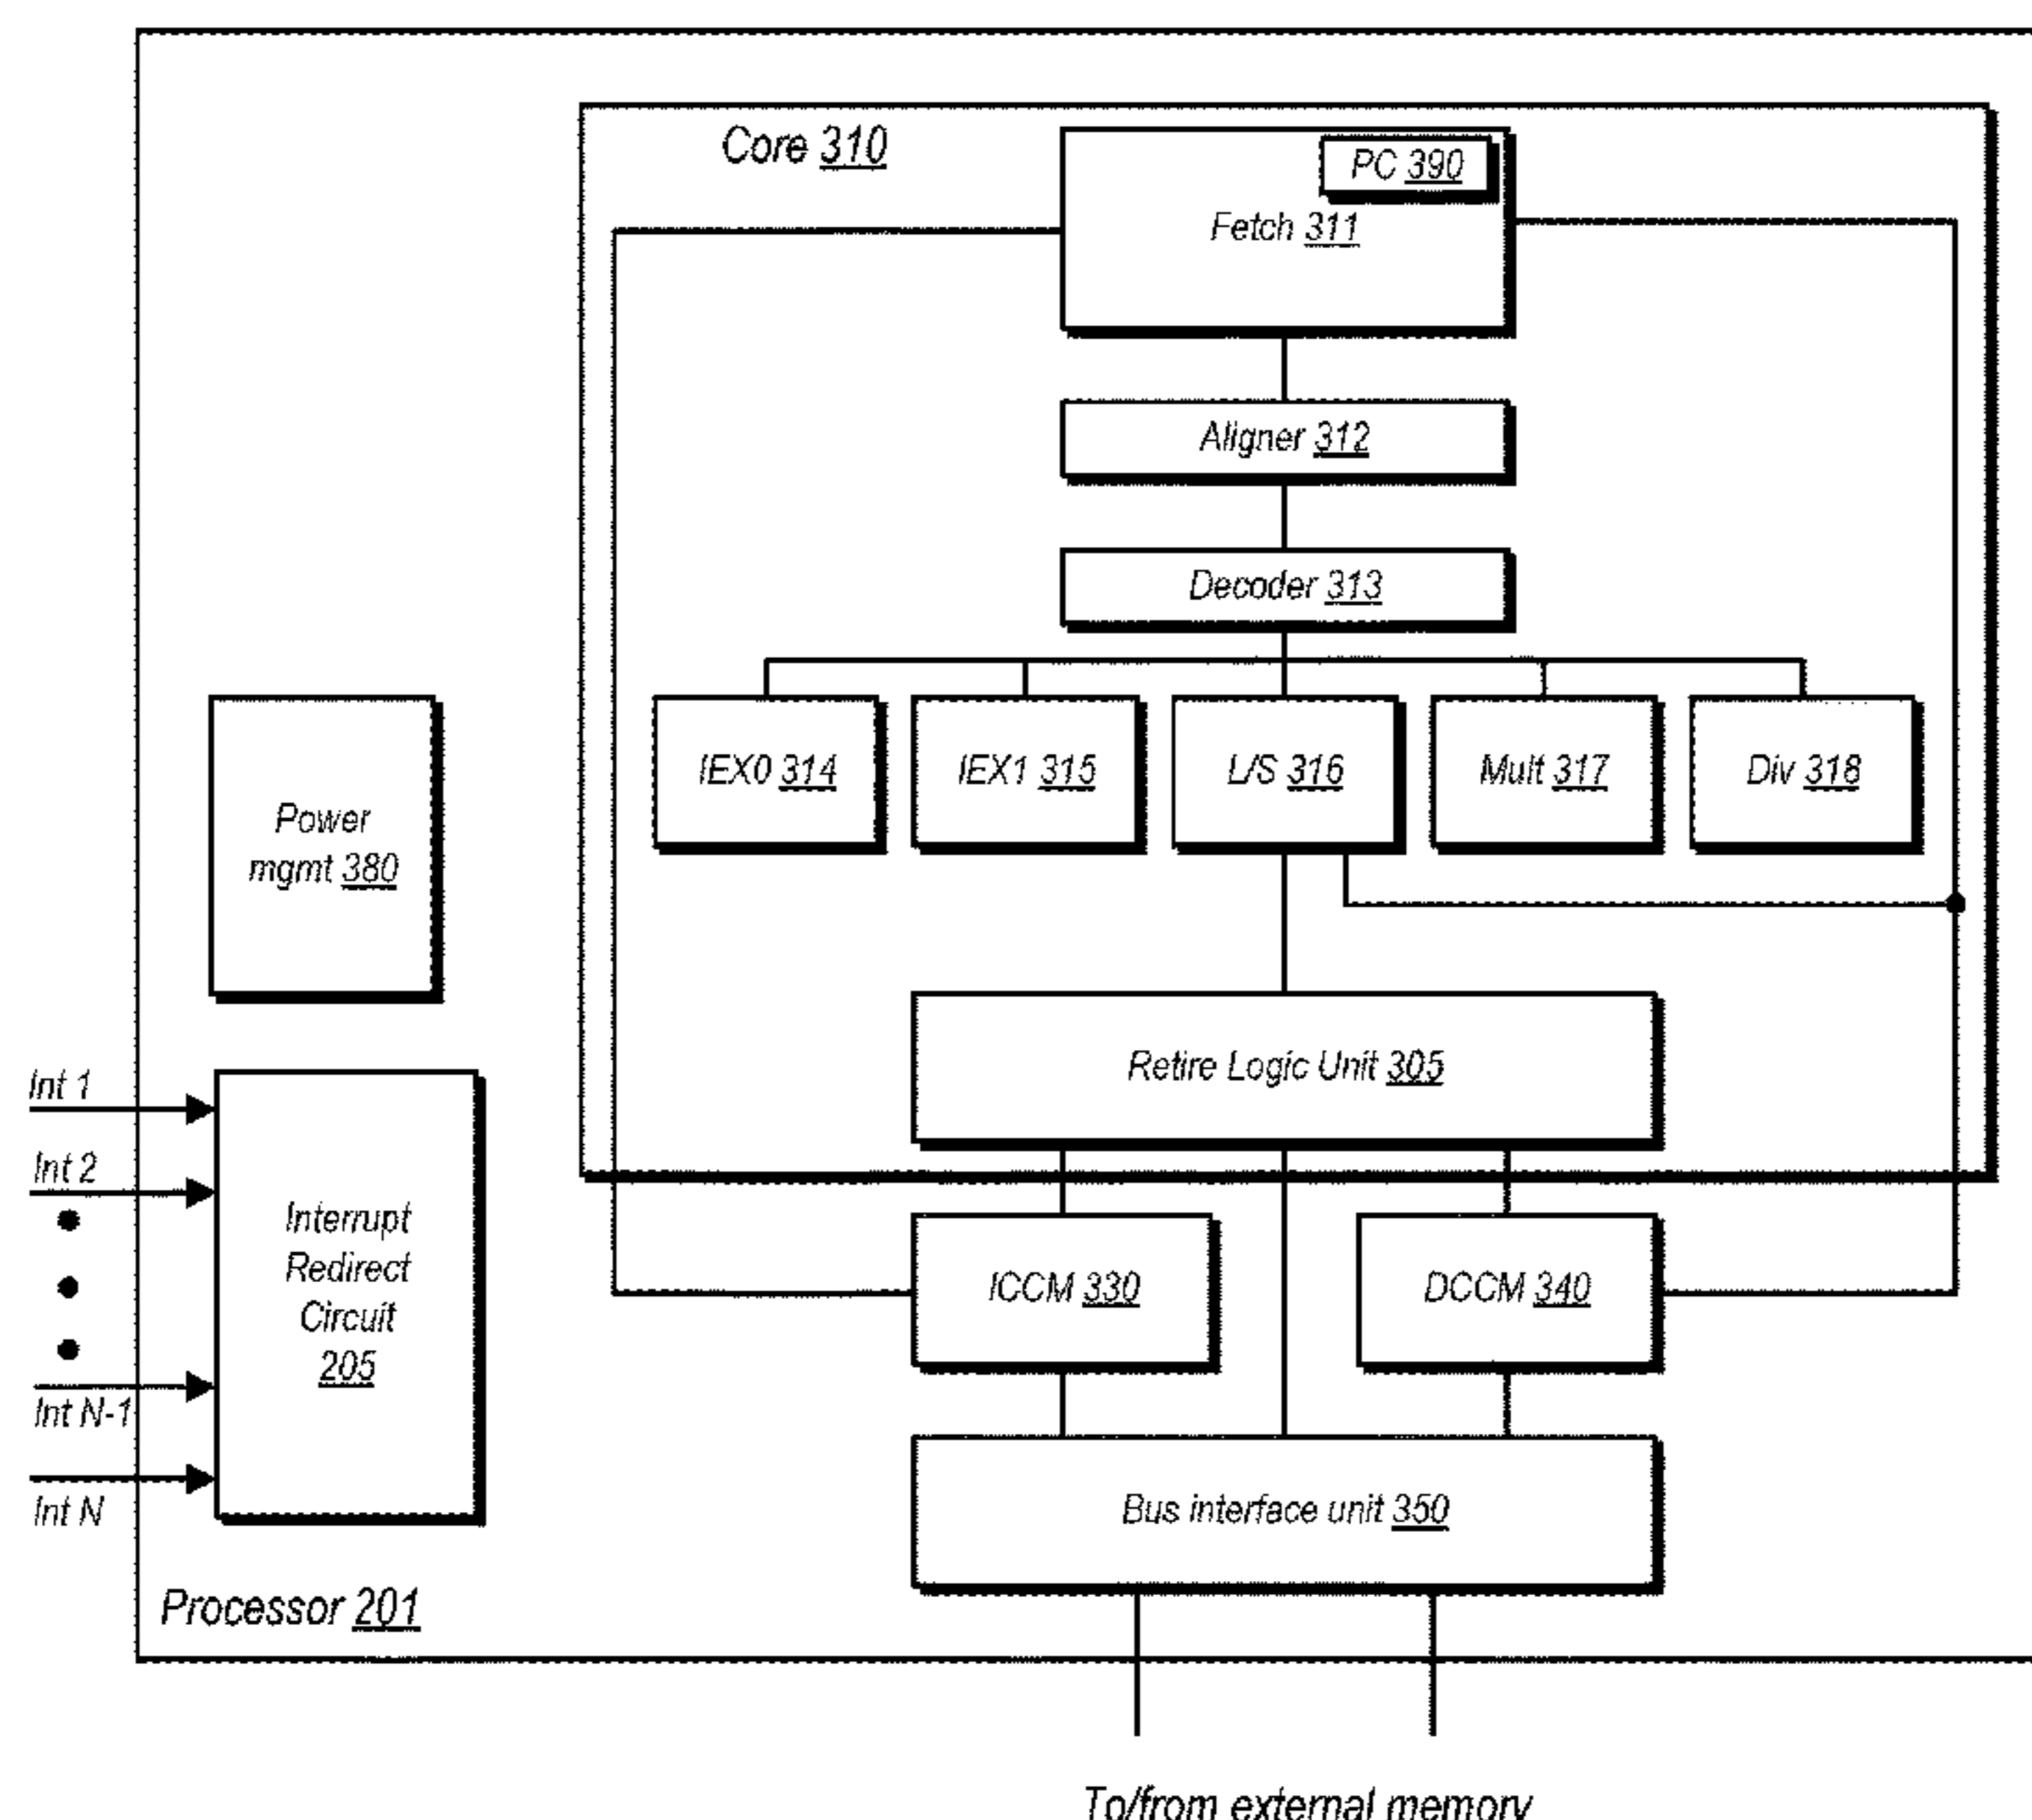 Core 310
PC 390
Fetch 311
Aligner 312
Decoder 313
IEX0 314
IEX1 315
L/S 316
Mult 317
Div 318
Power
mgmt 380
Retire Logic Unit 305
Int 1
Int 2
Int N-1
Int N
Interrupt
Redirect
Circuit
205
ICCM 330
DCCM 340
Bus interface unit 350
Processor 201
To/from external memory